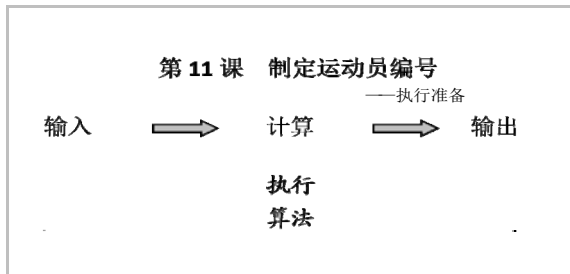 第 11 课 制定运动员编号
——执行准备
输入 计算 输出
执行
算法